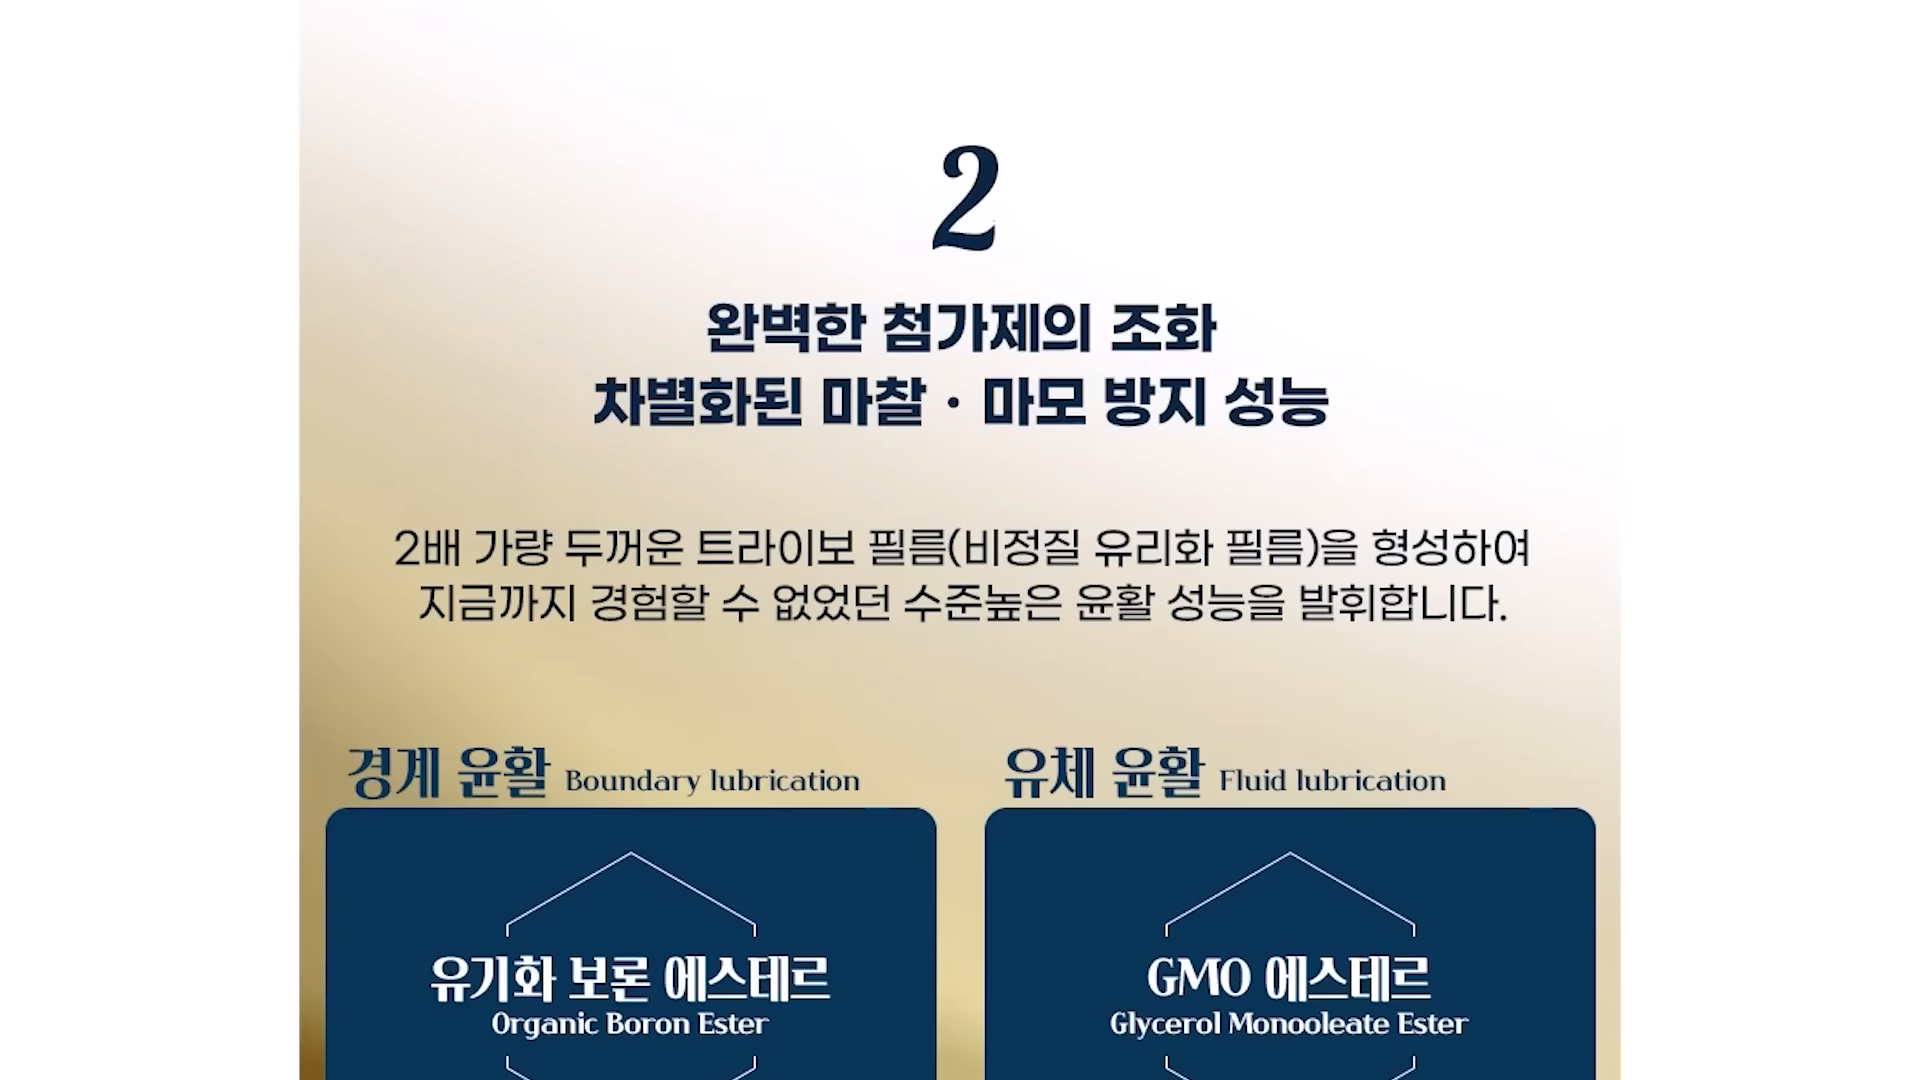 2
완벽한 첨가제의 조화
차별화된 마찰 · 마모 방지 성능
2배 가량 두꺼운 트라이보 필름(비정질 유리화 필름)을 형성하여
지금까지 경험할 수 없었던 수준높은 윤활 성능을 발휘합니다.
경계 윤활 Boundary lubrication
유기화 보론 에스테르
Organic Boron Ester
유체 윤활 Fluid lubrication
GMO 에스테르
Glycerol Monooleate Ester